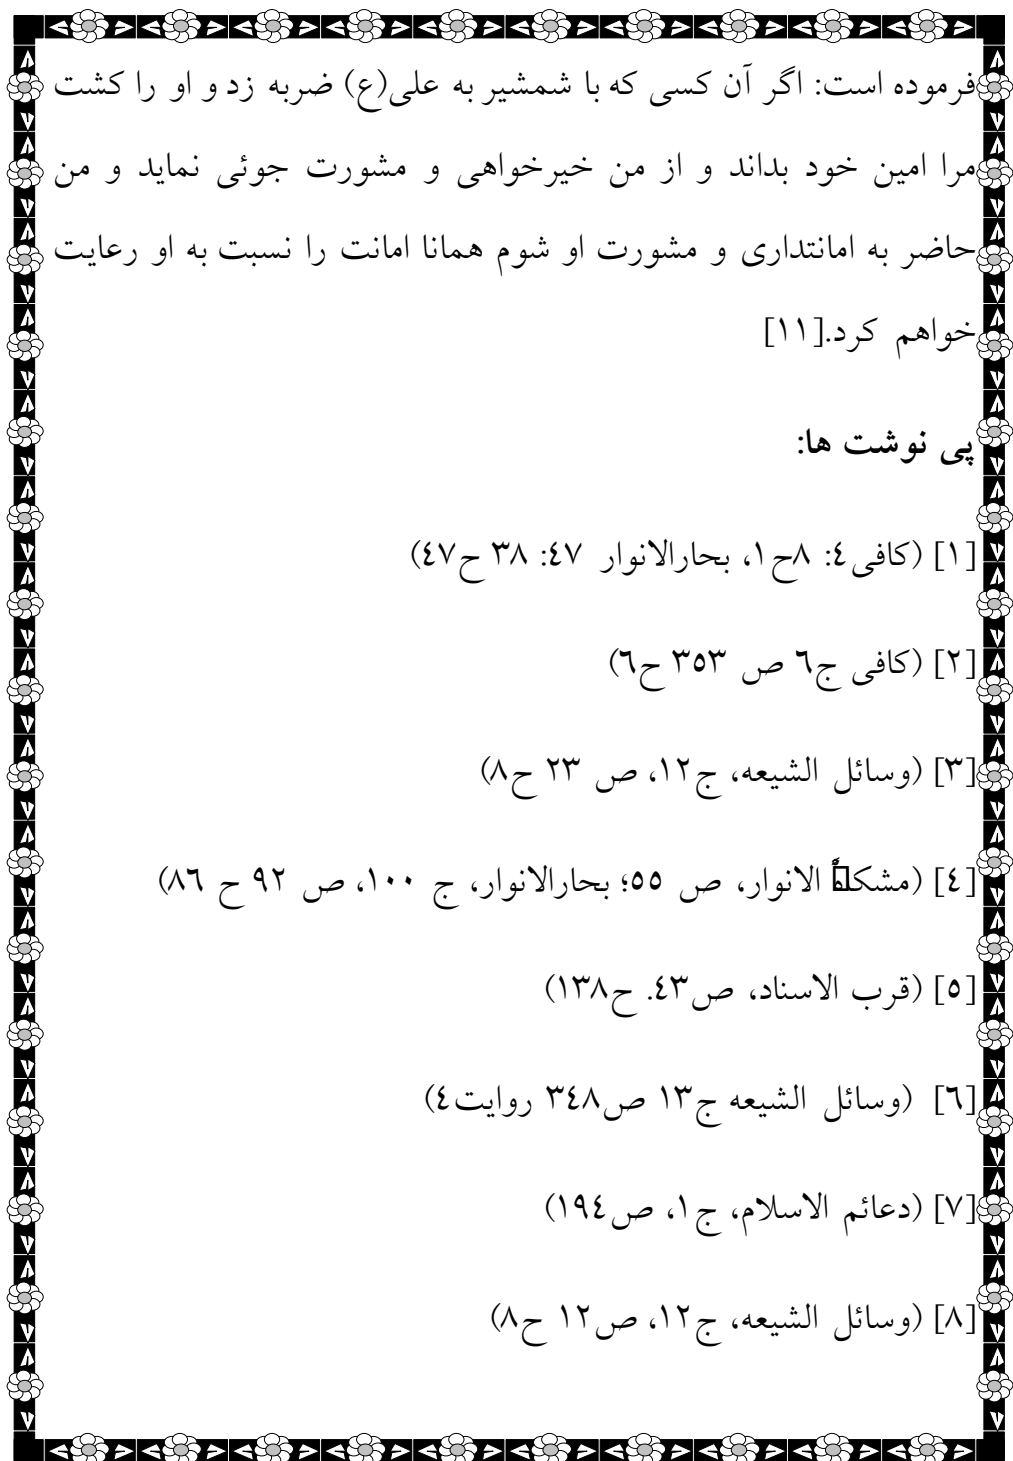 فرموده است: اگر آن کسی که با شمشیر به علی(ع) ضربه زد و او را کشت
مرا امین خود بداند و از من خیرخواهی و مشورت جوئی نماید و من
حاضر به امانتداری و مشورت او شوم همانا امانت را نسبت به او رعایت
خواهم کرد.[۱۱]
پی نوشت ها:
[۱] (کافی٤: ۸ح۱، بحارالانوار ٤۷: ۳۸ ح٤۷)
[۲] (کافی ج٦ ص ۳٥۳ ح٦)
[۳] (وسائل الشیعه، ج۱۲، ص ۲۳ ح۸)
[٤] (الانوار، ص ٥٥؛ بحارالانوار، ج ۱۰۰، ص ۹۲ ح ۸٦)
[٥] (قرب الاسناد، ص٤۳. ح۱۳۸)
[٦] (وسائل الشیعه ج۱۳ ص۳٤۸ روایت٤)
[۷] (دعائم الاسلام، ج۱، ص۱۹٤)
[۸] (وسائل الشیعه، ج۱۲، ص۱۲ ح۸)